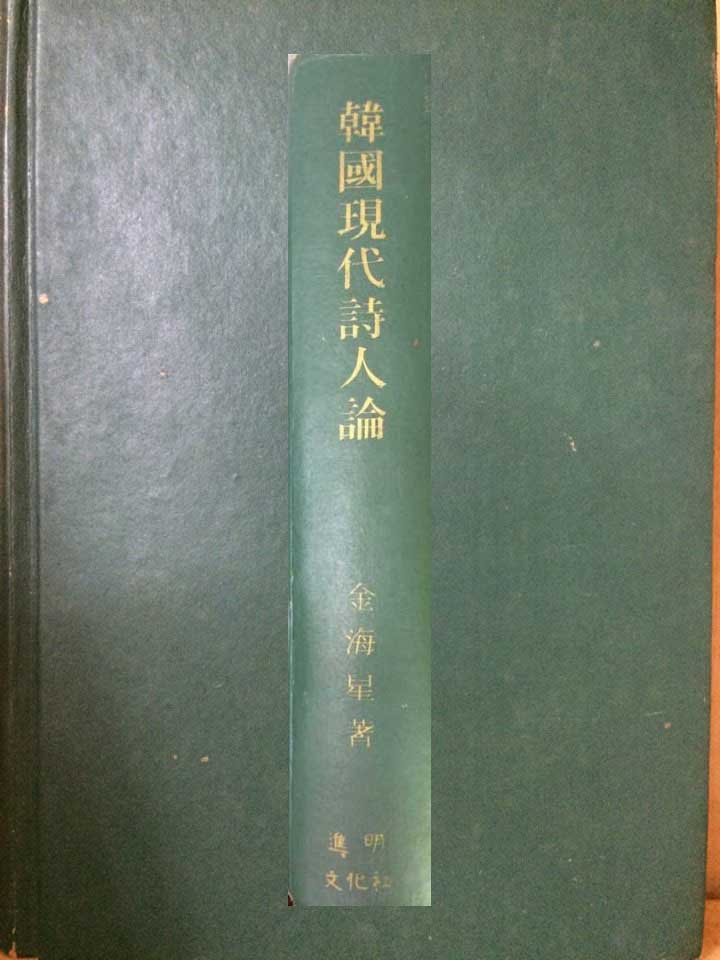 韓國現代詩人論
金海星 著
進明
文化社